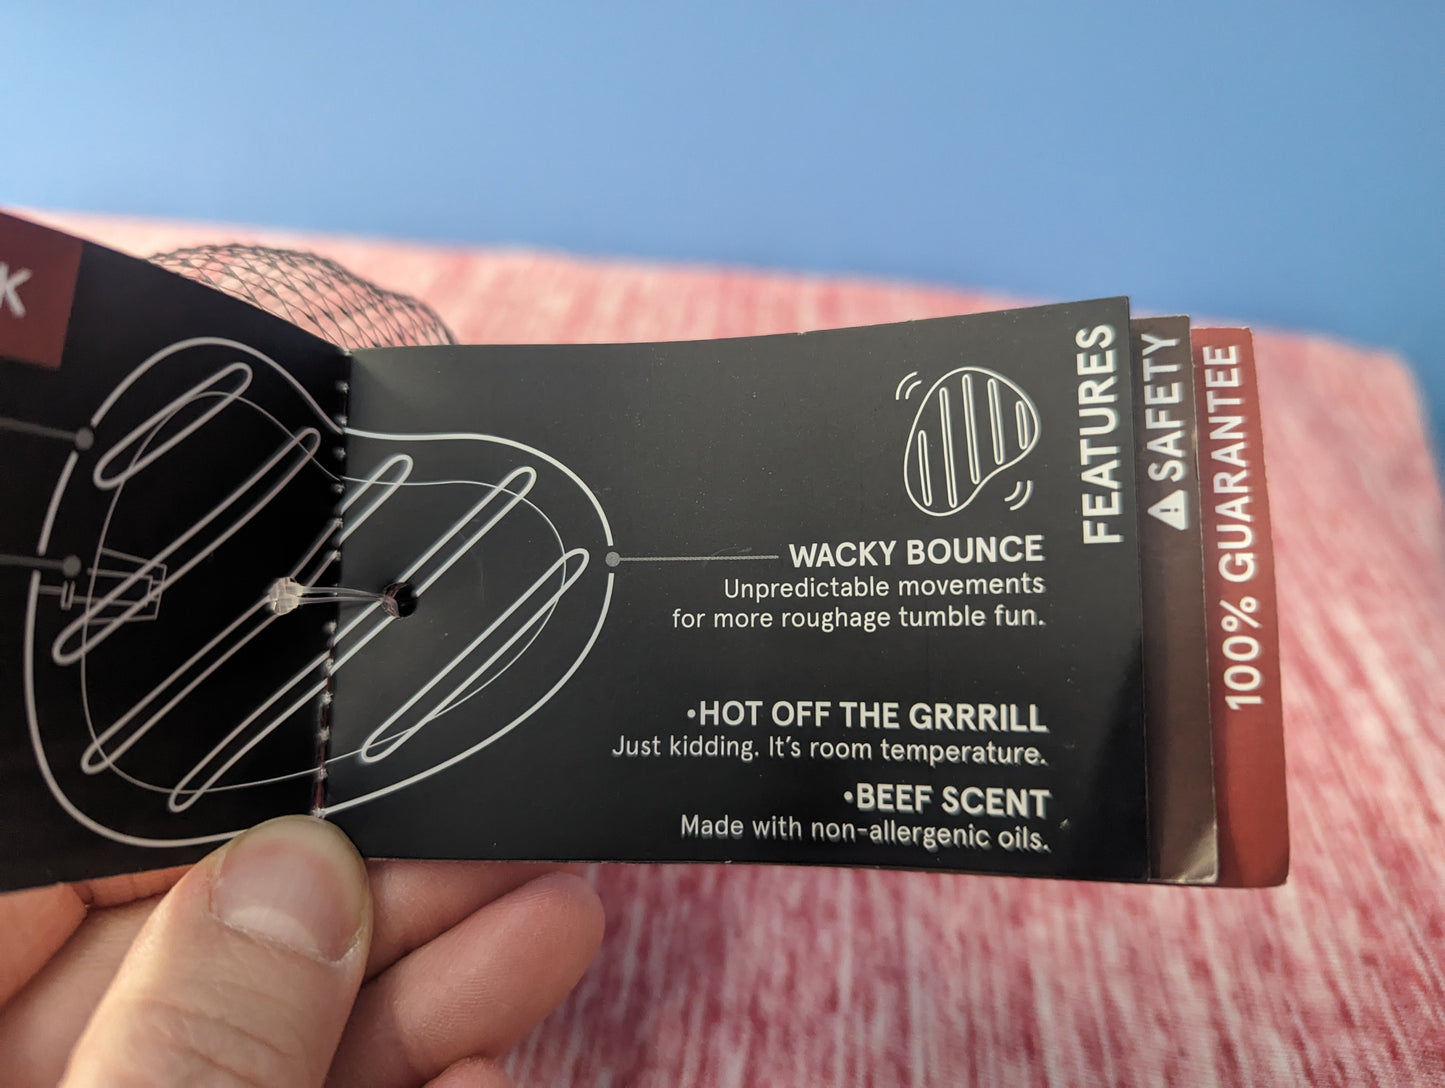 K
WACKY BOUNCE
Unpredictable movements
for more roughage tumble fun.
•HOT OFF THE GRRRILL
Just kidding. It's room temperature.
•BEEF SCENT
Made with non-allergenic oils.
FEATURES
SAFETY
100% GUARANTEE